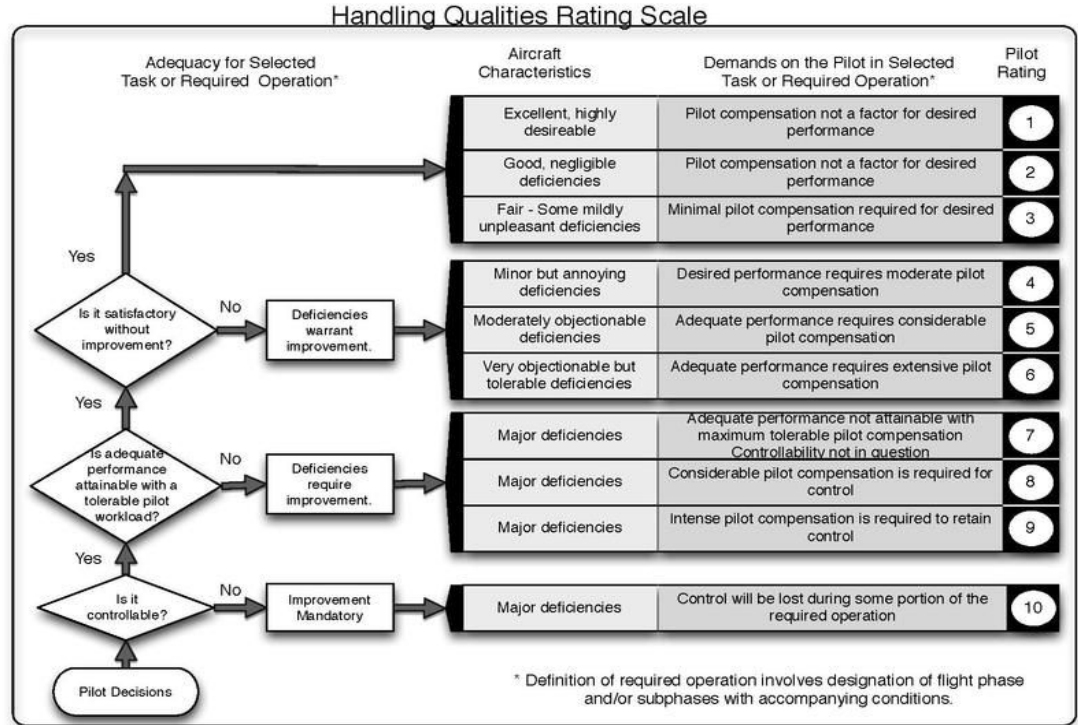 Handling Qualities Rating Scale
Adequacy for Selected
Task or Required Operation*
Aircraft
Characteristics
Demands on the Pilot in Selected
Task or Required Operation*
Pilot
Rating
Excellent, highly
desireable
Pilot compensation not a factor for desired
performance
1
Good, negligible
deficiencies
Pilot compensation not a factor for desired
performance
2
Fair - Some mildly
unpleasant deficiencies
Minimal pilot compensation required for desired
performance
3
Yes
Is it satisfactory
without
improvement?
No
Deficiencies
warrant
improvement.
Minor but annoying
deficiencies
Desired performance requires moderate pilot
compensation
4
Moderately objectionable
deficiencies
Adequate performance requires considerable
pilot compensation
5
Very objectionable but
tolerable deficiencies
Adequate performance requires extensive pilot
compensation
6
Yes
Is adequate
performance
attainable with a
tolerable pilot
workload?
No
Deficiencies
require
improvement.
Major deficiencies
Adequate performance not attainable with
maximum tolerable pilot compensation
Controllability not in question
7
Major deficiencies
Considerable pilot compensation is required for
control
8
Major deficiencies
Intense pilot compensation is required to retain
control
9
Yes
Is it
controllable?
No
Improvement
Mandatory
Major deficiencies
Control will be lost during some portion of the
required operation
10
Pilot Decisions
* Definition of required operation involves designation of flight phase
and/or subphases with accompanying conditions.